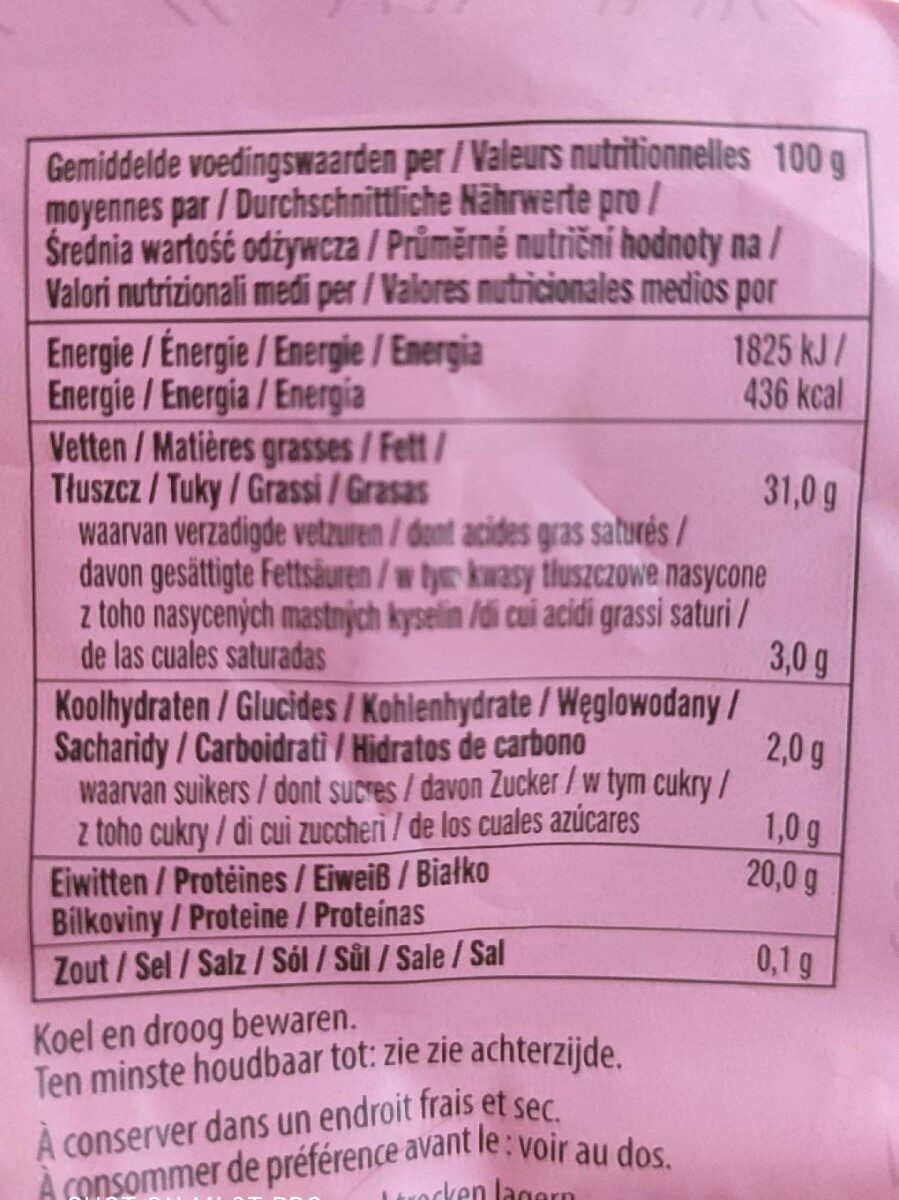 Gemiddelde voedingswaarden per / Valeurs nutritionnelles 100 g
moyennes par / Durchschnittliche Nährwerte pro /
Średnia wartość odżywcza / Průměrné nutriční hodnoty na /
Valori nutrizionali medi per / Valores nutricionales medios por
Energie / Énergie / Energie / Energia 1825 kJ /
Energie / Energia / Energía 436 kcal
Vetten / Matières grasses / Fett /
Tłuszcz / Tuky / Grassi / Grasas 31,0 g
waarvan verzadigde vetzuren / dont acides gras saturés /
davon gesättigte Fettsäuren / w tym kwasy tłuszczowe nasycone
z toho nasycených mastných kyselin /di cui acidi grassi saturi /
de las cuales saturadas 3,0 g
Koolhydraten / Glucides / Kohlenhydrate / Węglowodany /
Sacharidy / Carboidrati / Hidratos de carbono 2,0 g
waarvan suikers / dont sucres / davon Zucker / w tym cukry /
z toho cukry / di cui zuccheri / de los cuales azúcares 1,0 g
Eiwitten / Protéines / Eiweiß / Białko 20,0 g
Bílkoviny / Proteine / Proteínas
Zout / Sel / Salz / Sól / Sůl / Sale / Sal 0,1 g
Koel en droog bewaren.
Ten minste houdbaar tot: zie zie achterzijde.
À conserver dans un endroit frais et sec.
À consommer de préférence avant le : voir au dos.
trocken lagern